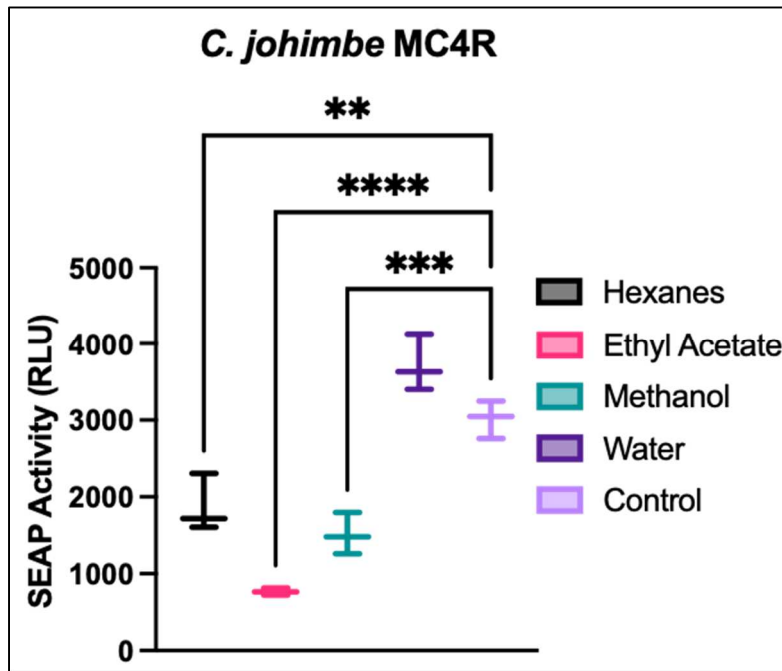 C. johimbe MC4R
**
****
***
SEAP Activity (RLU)
5000
4000
3000
2000
1000
0
Hexanes
Ethyl Acetate
Methanol
Water
Control